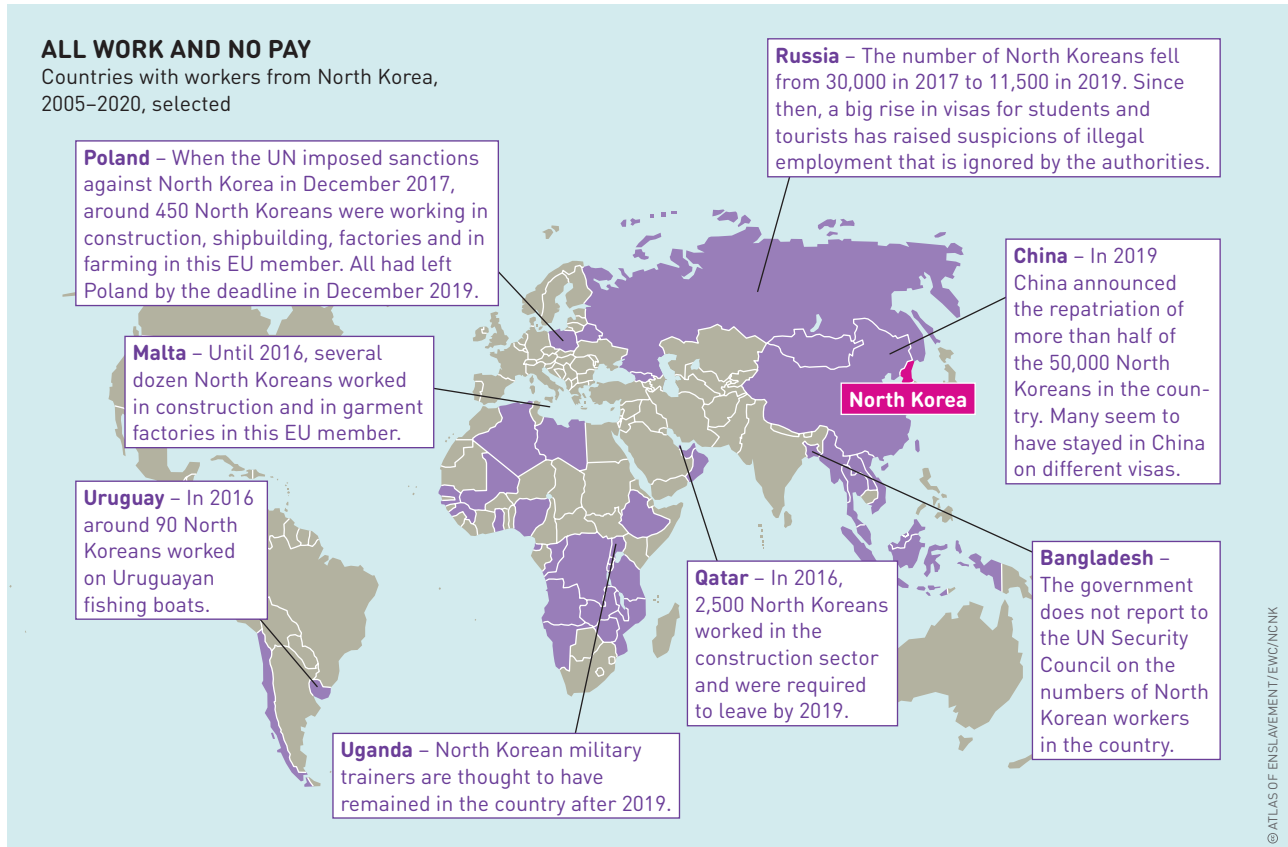 ALL WORK AND NO PAY
Countries with workers from North Korea,
2005–2020, selected
Russia – The number of North Koreans fell
from 30,000 in 2017 to 11,500 in 2019. Since
then, a big rise in visas for students and
tourists has raised suspicions of illegal
employment that is ignored by the authorities.
Poland – When the UN imposed sanctions
against North Korea in December 2017,
around 450 North Koreans were working in
construction, shipbuilding, factories and in
farming in this EU member. All had left
Poland by the deadline in December 2019.
China – In 2019
China announced
the repatriation of
more than half of
the 50,000 North
Koreans in the coun-
try. Many seem to
have stayed in China
on different visas.
Malta – Until 2016, several
dozen North Koreans worked
in construction and in garment
factories in this EU member.
North Korea
Uruguay – In 2016
around 90 North
Koreans worked
on Uruguayan
fishing boats.
Qatar – In 2016,
2,500 North Koreans
worked in the
construction sector
and were required
to leave by 2019.
Bangladesh –
The government
does not report to
the UN Security
Council on the
numbers of North
Korean workers
in the country.
Uganda – North Korean military
trainers are thought to have
remained in the country after 2019.
© ATLAS OF ENSLAVEMENT/EWC/NCNK